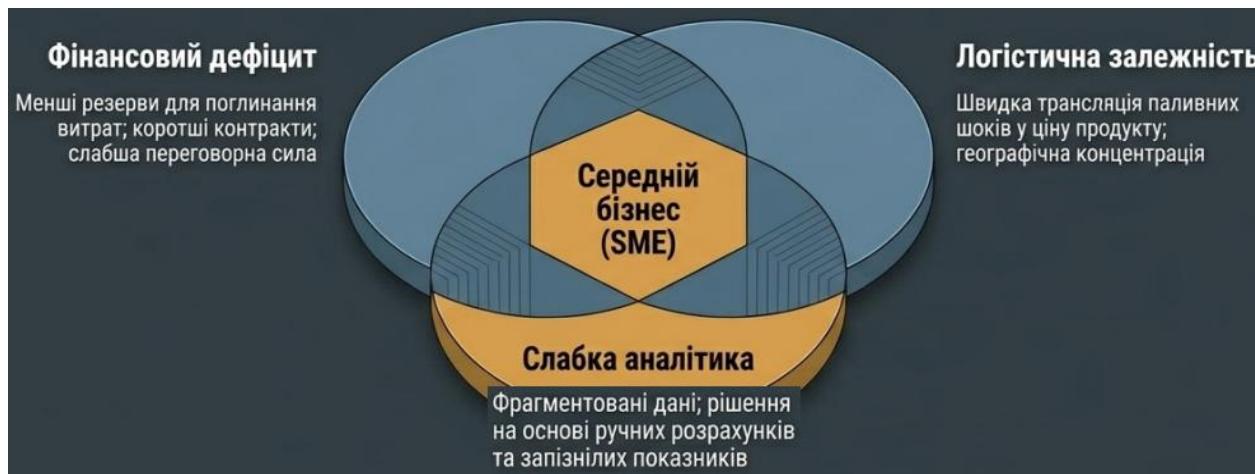 Фінансовий дефіцит
Менші резерви для поглинання
витрат; коротші контракти;
слабша переговорна сила
Логістична залежність
Швидка трансляція паливних
шоків у ціну продукту;
географічна концентрація
Середній
бізнес
(SME)
Слабка аналітика
Фрагментовані дані; рішення
на основі ручних розрахунків
та запізнілих показників